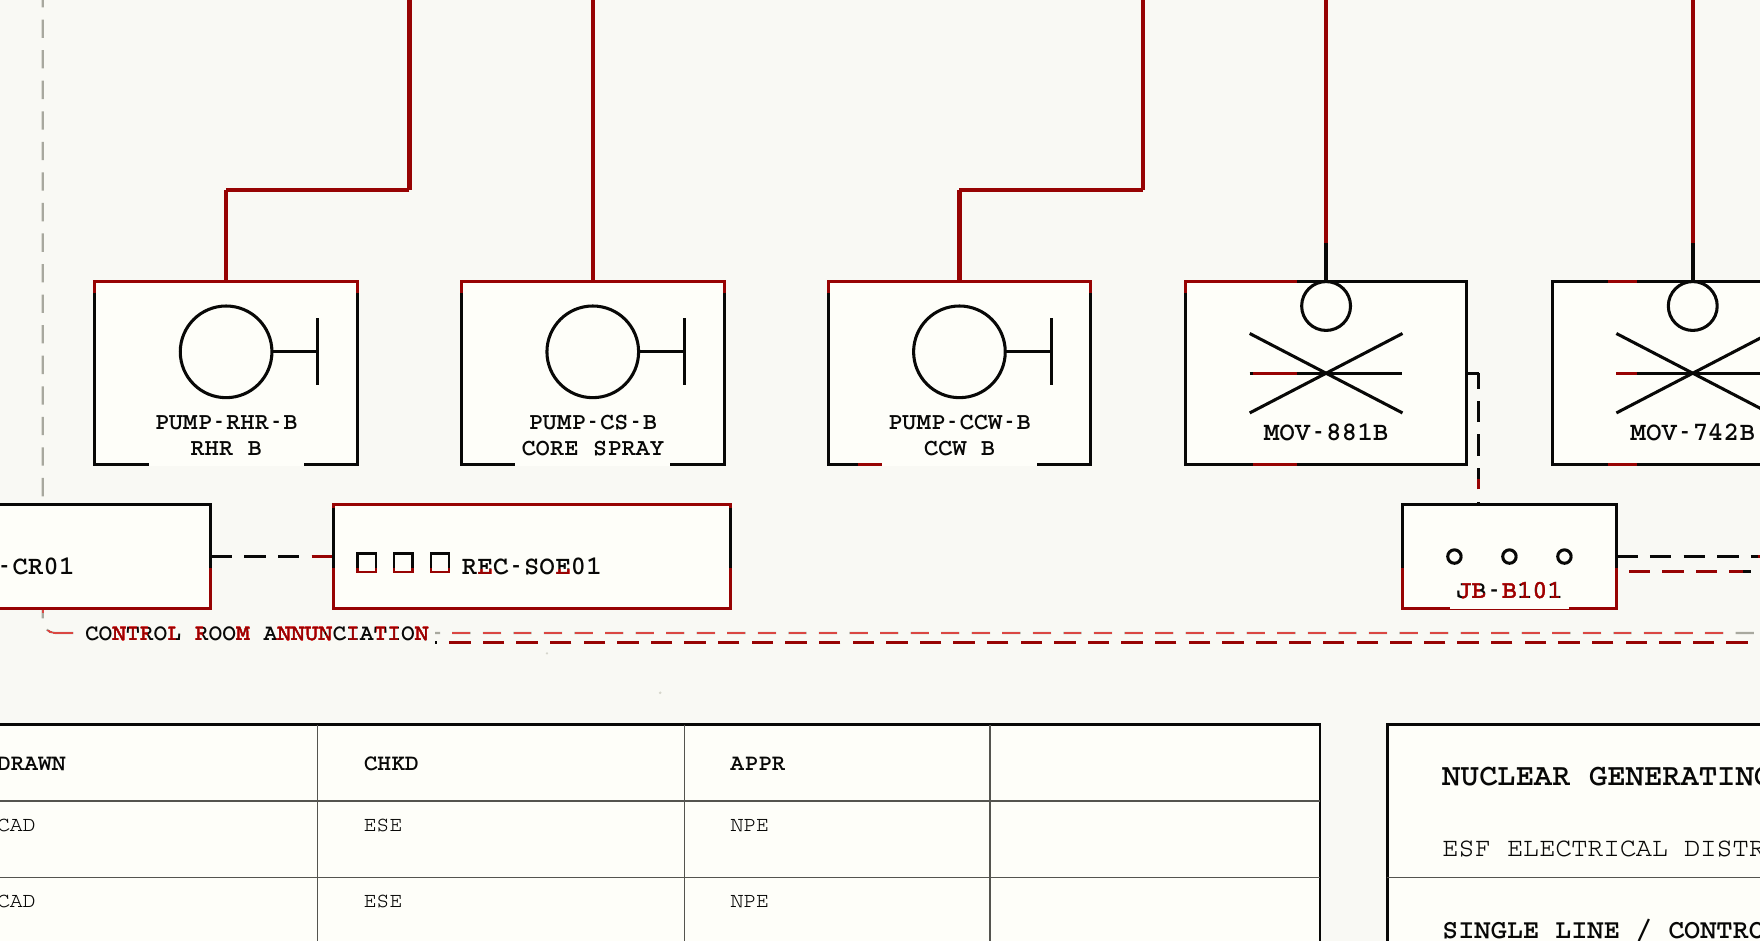 PUMP-RHR-B
RHR B
PUMP-CS-B
CORE SPRAY
PUMP-CCW-B
CCW B
MOV-881B
MOV-742B
-CR01
REC-SOE01
JB-B101
CONTROL ROOM ANNUNCIATION
DRAWN CHKD APPR
CAD ESE NPE
CAD ESE NPE
NUCLEAR GENERATING
ESF ELECTRICAL DISTR
SINGLE LINE / CONTRO